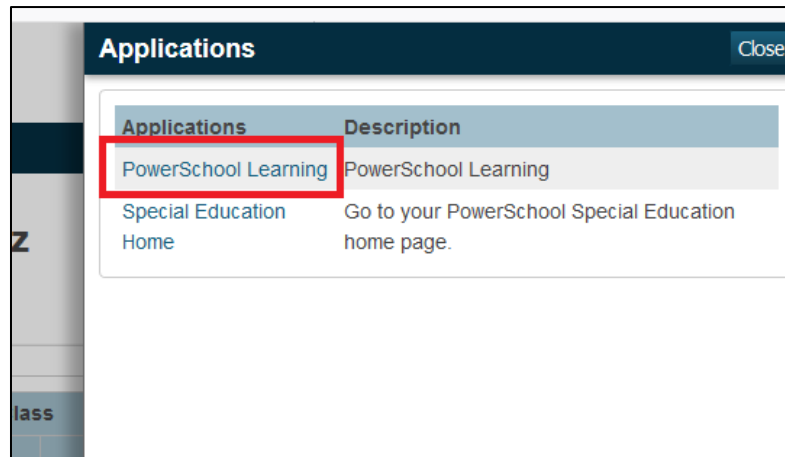 Applications
Close
Applications Description
PowerSchool Learning PowerSchool Learning
Special Education Go to your PowerSchool Special Education
Home home page.
z
lass